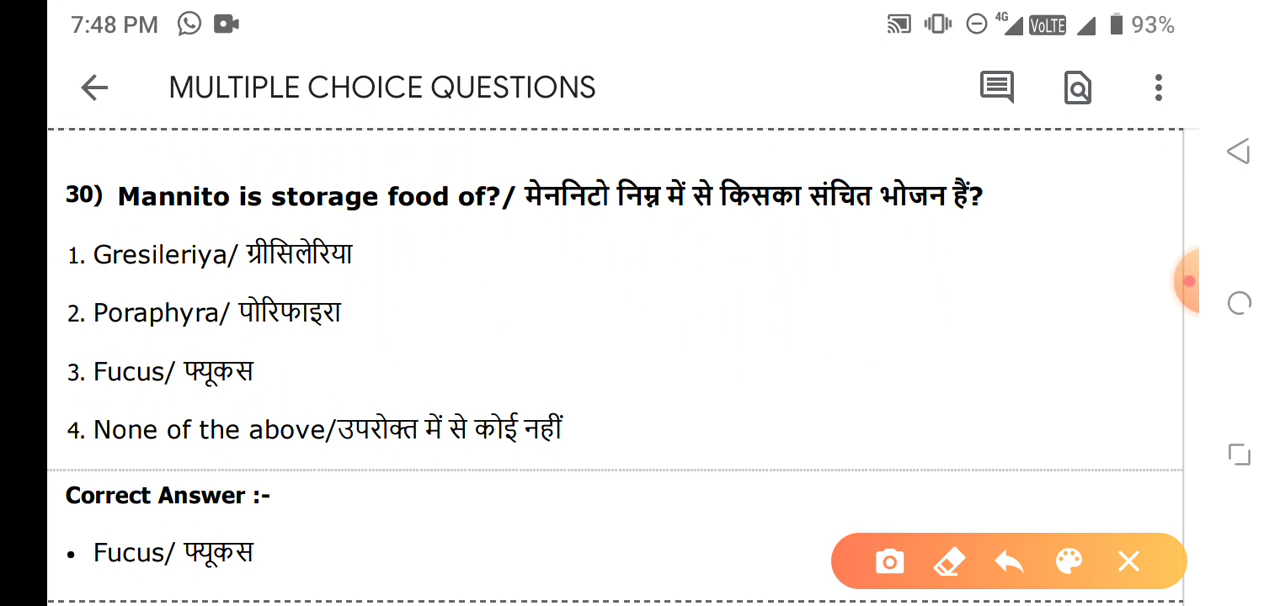 7:48 PM 4G VoLTE 93%
MULTIPLE CHOICE QUESTIONS
30) Mannito is storage food of?/ मेननिटो निम्न में से किसका संचित भोजन हैं?
1. Gresileriya/ ग्रीसिलेरिया
2. Poraphyra/ पोरिफाइरा
3. Fucus/ फ्यूकस
4. None of the above/उपरोक्त में से कोई नहीं
Correct Answer :-
• Fucus/ फ्यूकस